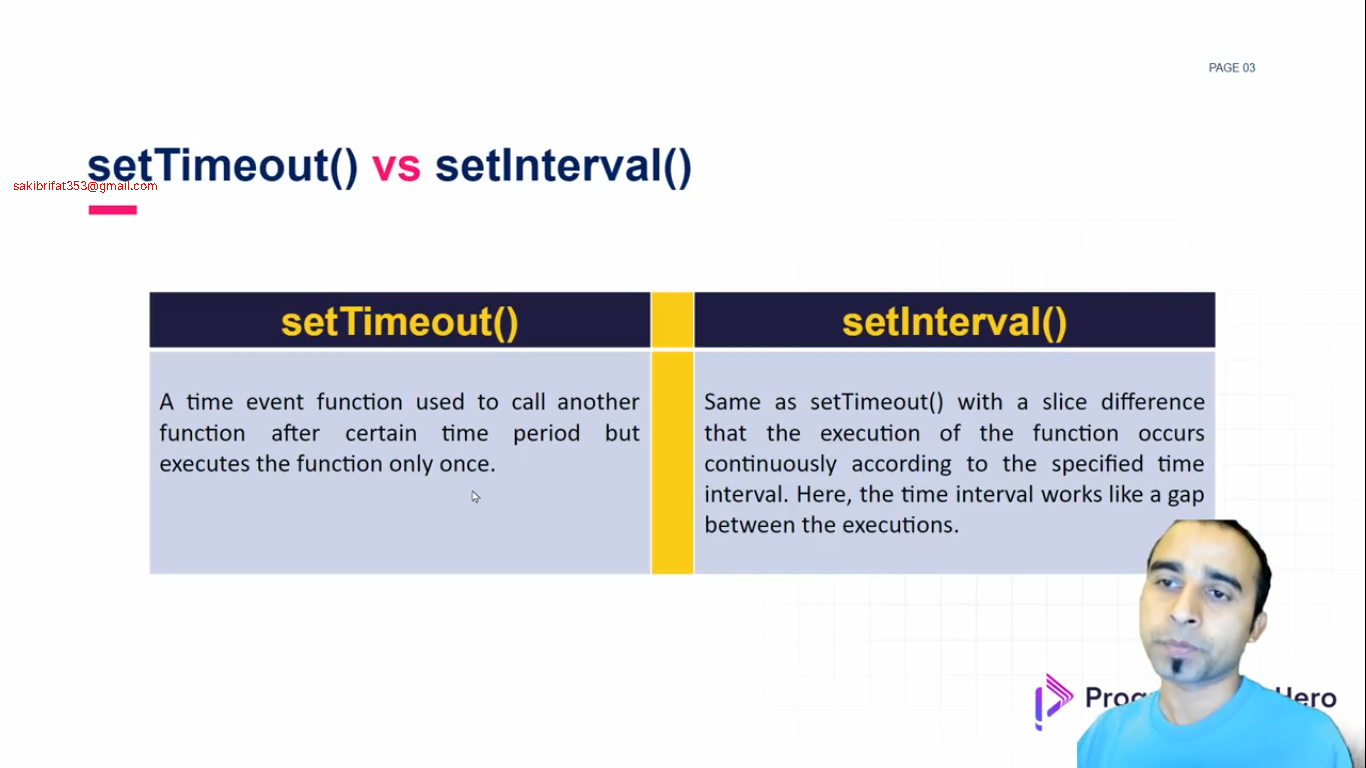 PAGE 03
setTimeout() vs setInterval()
sakibrifat353@gmail.com
setTimeout()
setInterval()
A time event function used to call another
function after certain time period but
executes the function only once.
Same as setTimeout() with a slice difference
that the execution of the function occurs
continuously according to the specified time
interval. Here, the time interval works like a gap
between the executions.